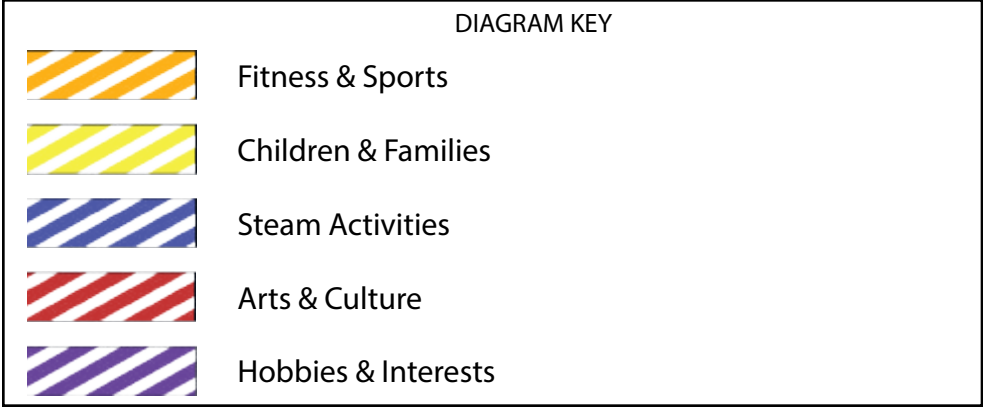 DIAGRAM KEY
Fitness & Sports
Children & Families
Steam Activities
Arts & Culture
Hobbies & Interests